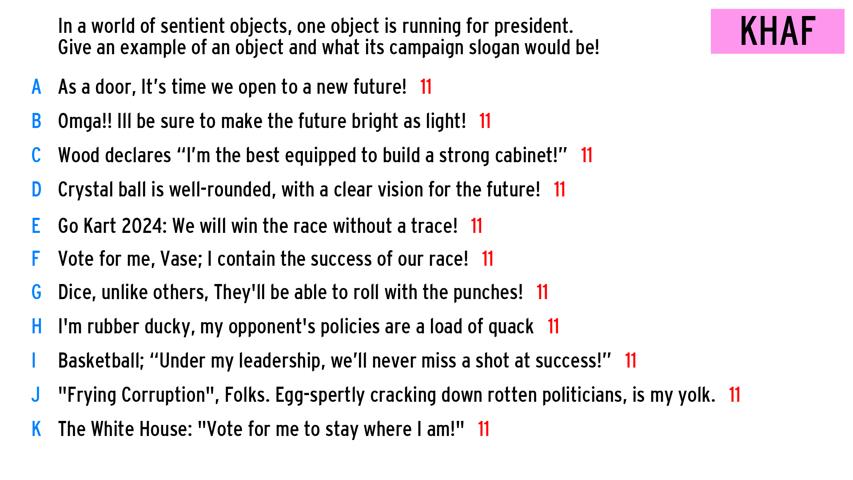 In a world of sentient objects, one object is running for president.
Give an example of an object and what its campaign slogan would be!
KHAF
A As a door, It's time we open to a new future! 11
B Omga!! Ill be sure to make the future bright as light! 11
C Wood declares “I'm the best equipped to build a strong cabinet!” 11
D Crystal ball is well-rounded, with a clear vision for the future! 11
E Go Kart 2024: We will win the race without a trace! 11
F Vote for me, Vase; I contain the success of our race! 11
G Dice, unlike others, They'll be able to roll with the punches! 11
H I'm rubber ducky, my opponent's policies are a load of quack 11
I Basketball; “Under my leadership, we'll never miss a shot at success!” 11
J "Frying Corruption", Folks. Egg-spertly cracking down rotten politicians, is my yolk. 11
K The White House: "Vote for me to stay where I am!" 11